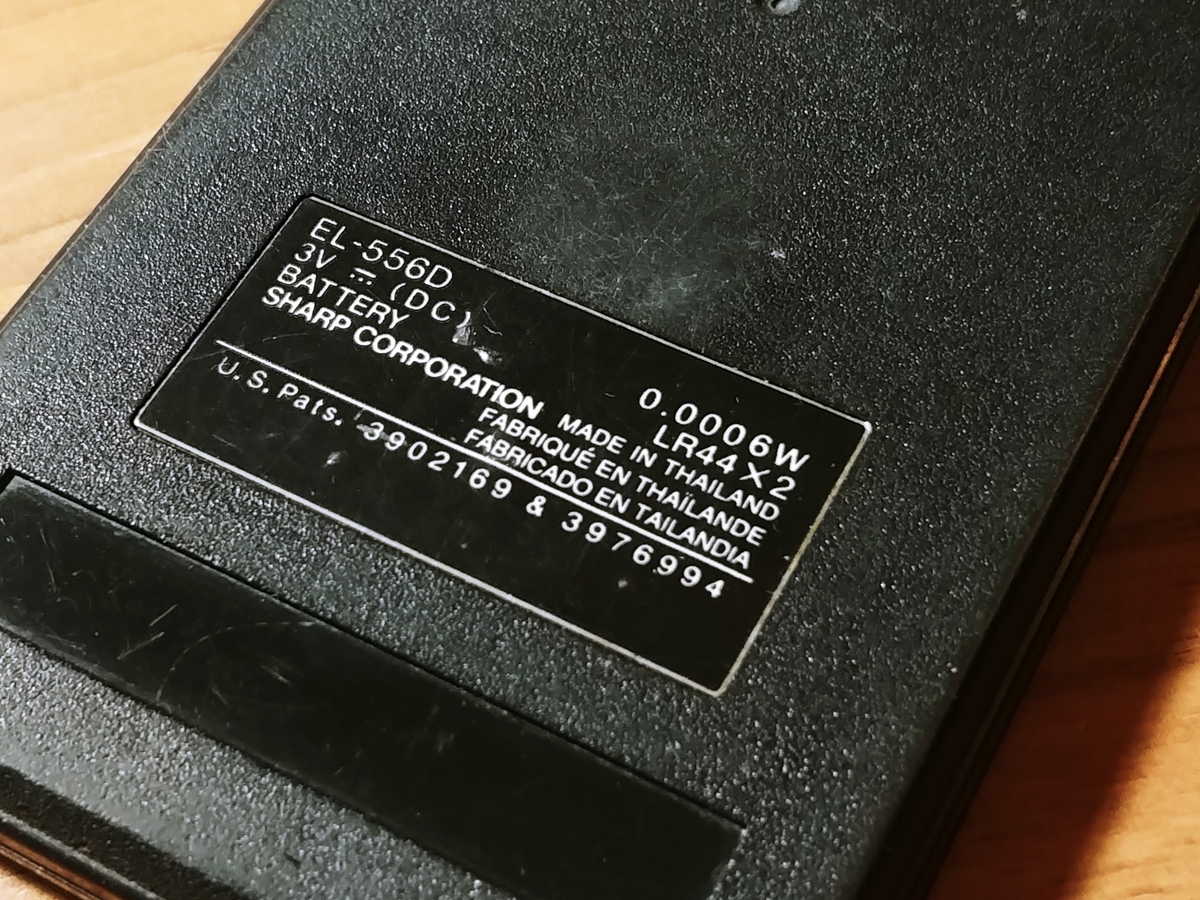 EL-556D
3V ⎓ (DC) 0.0006W
BATTERY LR44×2
SHARP CORPORATION MADE IN THAILAND
FABRIQUÉ EN THAÏLANDE
FABRICADO EN TAILANDIA
U.S. Pats. 3902169 & 3976994